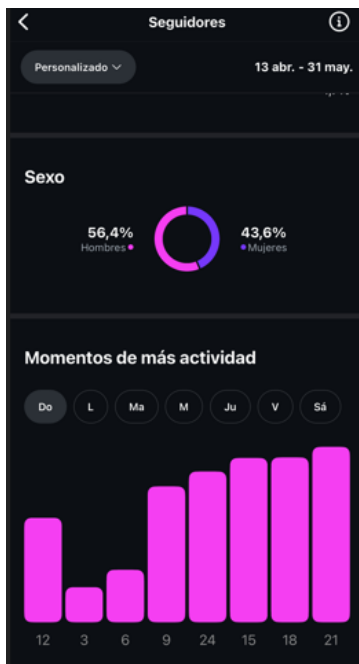 Seguidores
Personalizado
13 abr. - 31 may.
Sexo
56,4%
Hombres
43,6%
Mujeres
Momentos de más actividad
Do L Ma M Ju V Sá
12 3 6 9 24 15 18 21